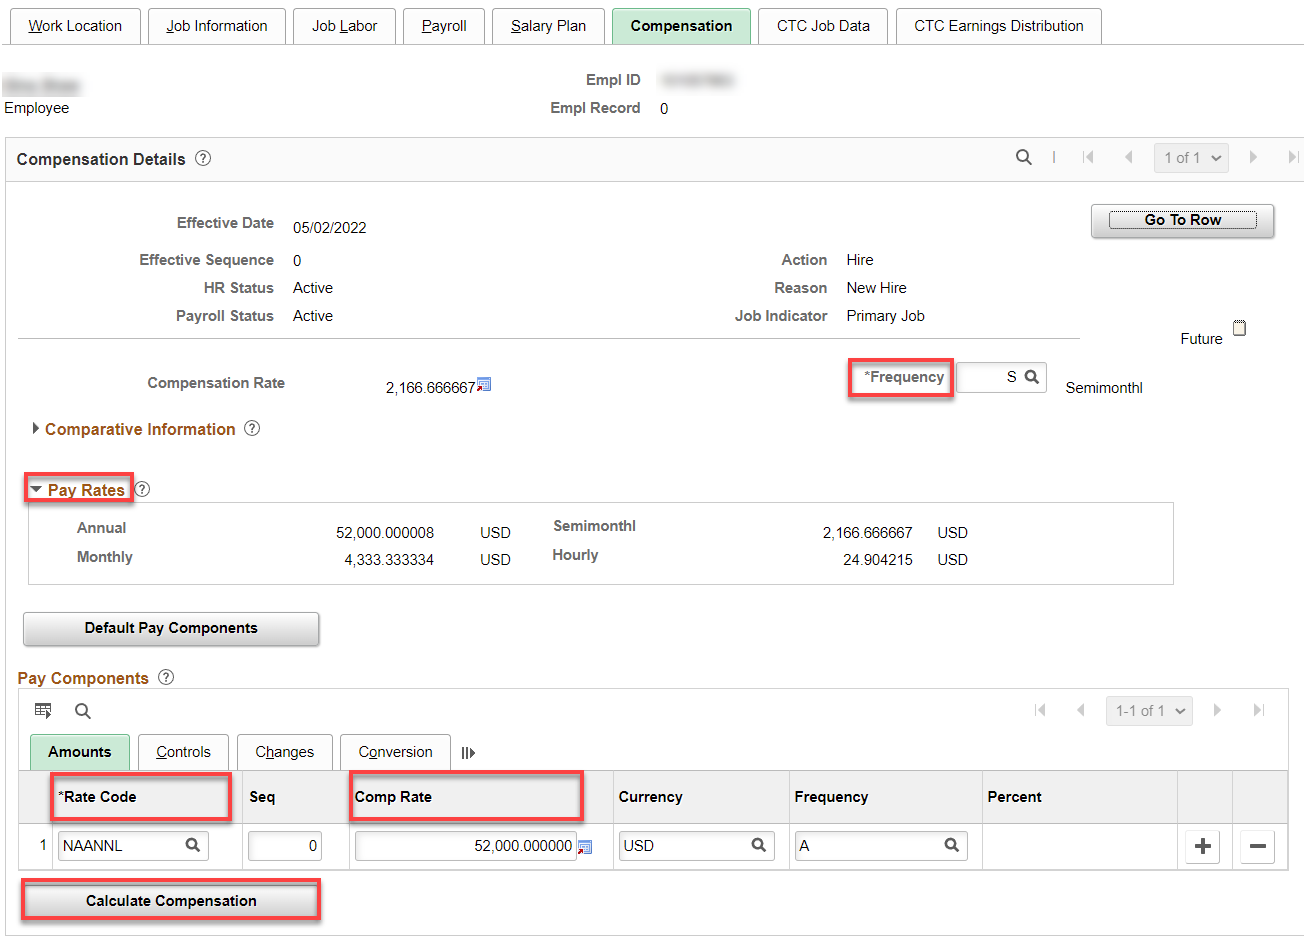 Work Location Job Information Job Labor Payroll Salary Plan Compensation CTC Job Data CTC Earnings Distribution
Empl ID
Employee Empl Record 0
Compensation Details ? 1 of 1
Effective Date 05/02/2022 Go To Row
Effective Sequence 0 Action Hire
HR Status Active Reason New Hire
Payroll Status Active Job Indicator Primary Job
Future
Compensation Rate 2,166.666667 *Frequency S Semimonthl
Comparative Information ?
Pay Rates ?
Annual 52,000.000008 USD Semimonthl 2,166.666667 USD
Monthly 4,333.333334 USD Hourly 24.904215 USD
Default Pay Components
Pay Components ?
1-1 of 1
Amounts Controls Changes Conversion
*Rate Code Seq Comp Rate Currency Frequency Percent
1 NAANNL 0 52,000.000000 USD A + −
Calculate Compensation